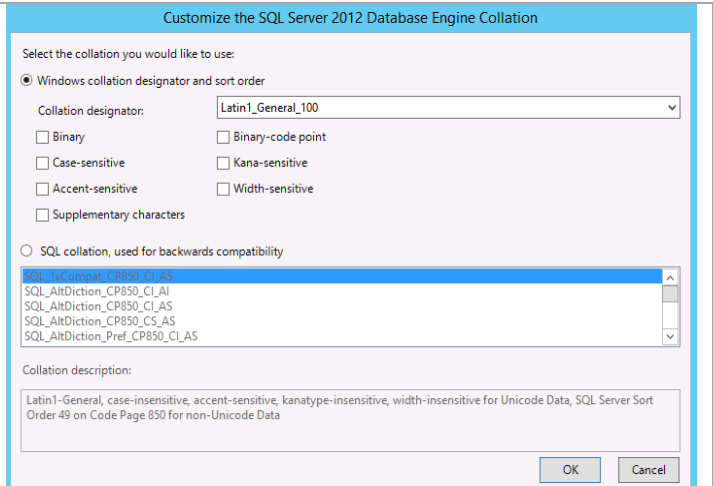 Customize the SQL Server 2012 Database Engine Collation
Select the collation you would like to use:
Windows collation designator and sort order
Collation designator:
Latin1_General_100
Binary
Binary-code point
Case-sensitive
Kana-sensitive
Accent-sensitive
Width-sensitive
Supplementary characters
SQL collation, used for backwards compatibility
SQL_1xCompat_CP850_CI_AS
SQL_AltDiction_CP850_CI_AI
SQL_AltDiction_CP850_CI_AS
SQL_AltDiction_CP850_CS_AS
SQL_AltDiction_Pref_CP850_CI_AS
Collation description:
Latin1-General, case-insensitive, accent-sensitive, kanatype-insensitive, width-insensitive for Unicode Data, SQL Server Sort
Order 49 on Code Page 850 for non-Unicode Data
OK
Cancel